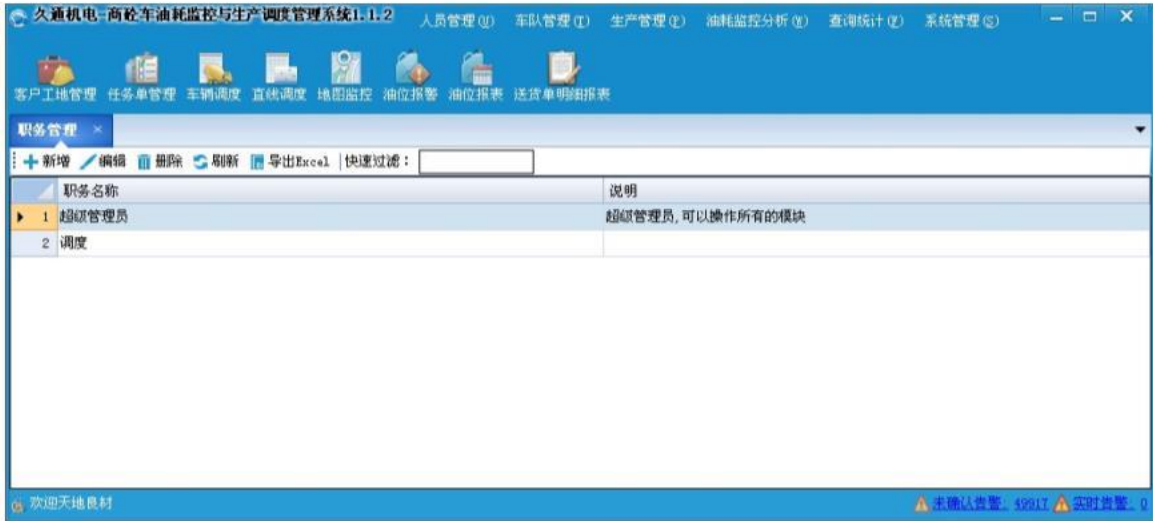 久通机电-商砼车油耗监控与生产调度管理系统1.1.2 人员管理(U) 车队管理(T) 生产管理(P) 油耗监控分析(W) 查询统计(Z) 系统管理(S)
客户工地管理 任务单管理 车辆调度 直线调度 地图监控 油位报警 油位报表 送货单明细报表
职务管理 ×
新增 编辑 删除 刷新 导出Excel 快速过滤：
职务名称 说明
1 超级管理员 超级管理员,可以操作所有的模块
2 调度
欢迎天地良材 未确认告警: 49917 实时告警: 0